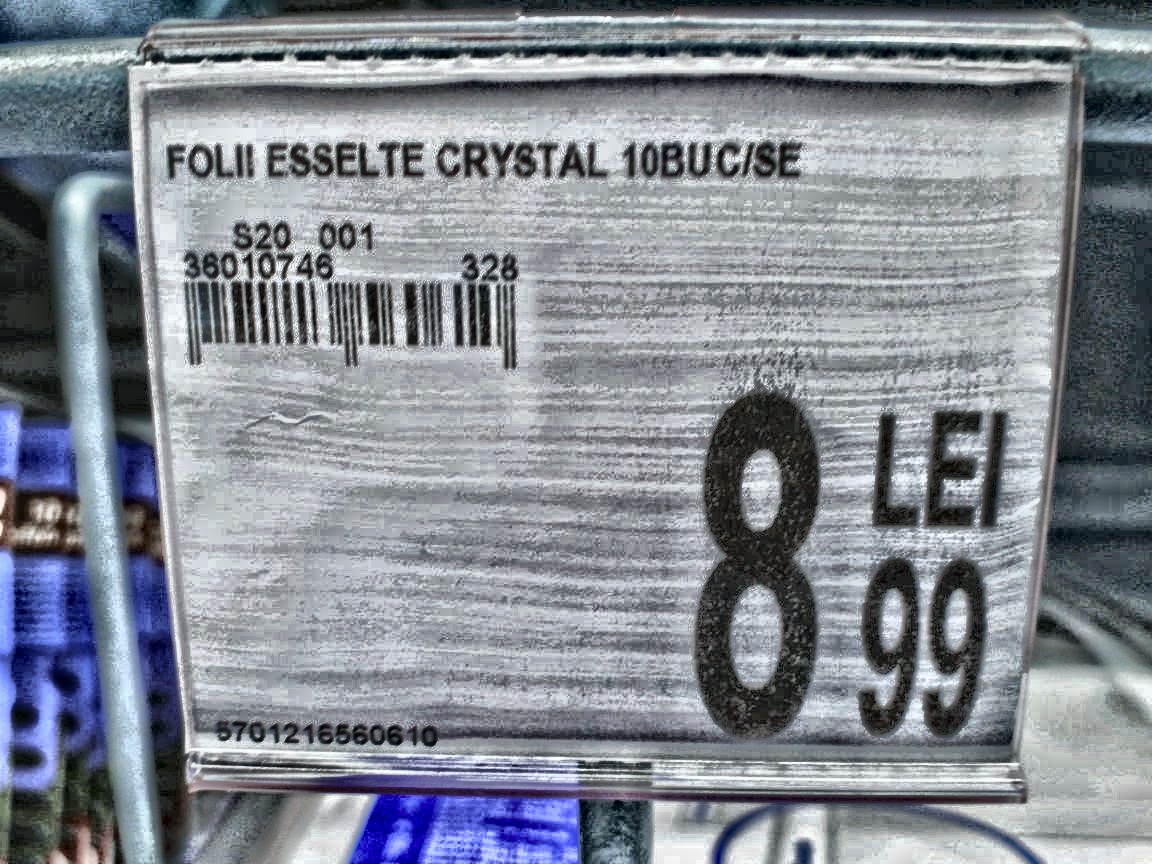 FOLII ESSELTE CRYSTAL 10BUC/SE
S20 001
36010746 328
8 LEI
99
5701216560610